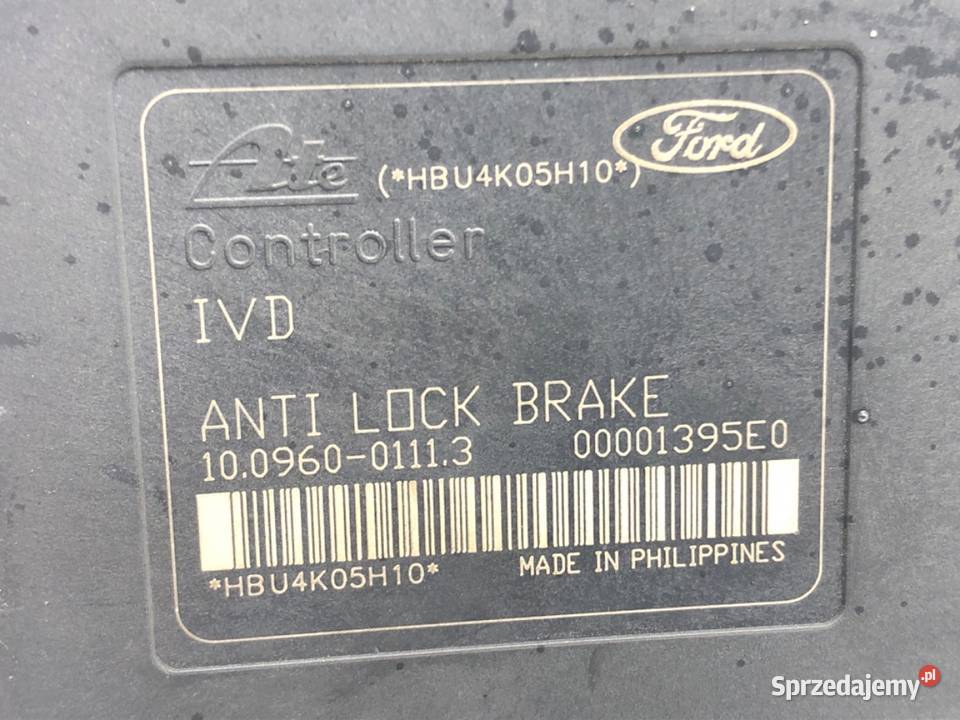 Ate (*HBU4K05H10*) Ford
Controller
IVD
ANTI LOCK BRAKE
10.0960-0111.3 00001395E0
*HBU4K05H10* MADE IN PHILIPPINES
Sprzedajemy.pl